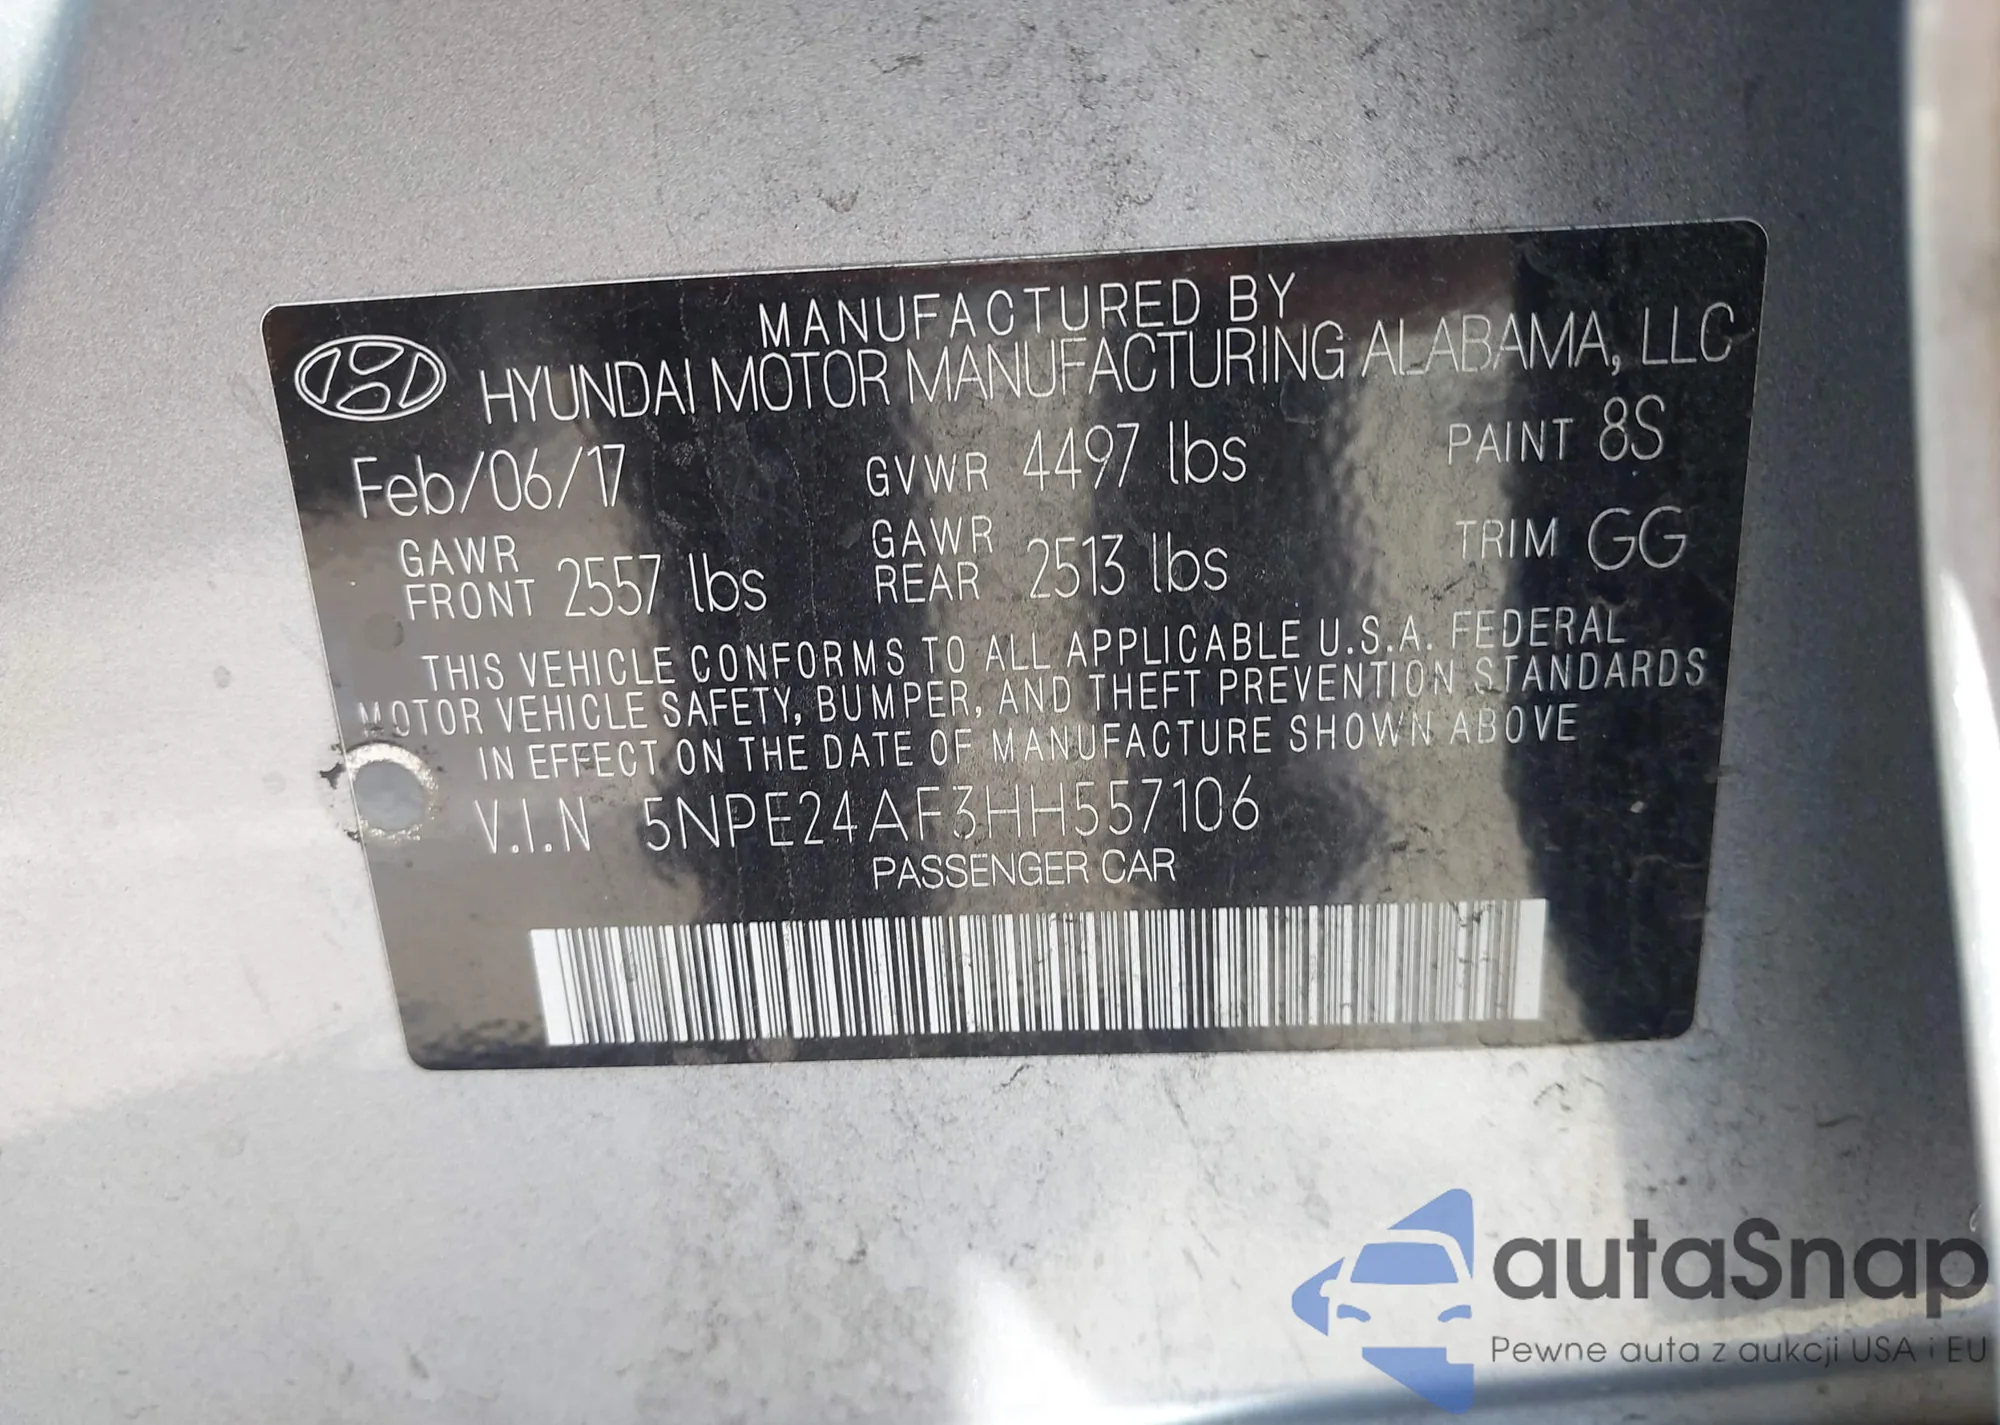 MANUFACTURED BY
HYUNDAI MOTOR MANUFACTURING ALABAMA, LLC
Feb/06/17 GVWR 4497 lbs PAINT 8S
GAWR FRONT 2557 lbs GAWR REAR 2513 lbs TRIM GG
THIS VEHICLE CONFORMS TO ALL APPLICABLE U.S.A. FEDERAL
MOTOR VEHICLE SAFETY, BUMPER, AND THEFT PREVENTION STANDARDS
IN EFFECT ON THE DATE OF MANUFACTURE SHOWN ABOVE
V.I.N 5NPE24AF3HH557106
PASSENGER CAR
autaSnap
Pewne auta z aukcji USA i EU